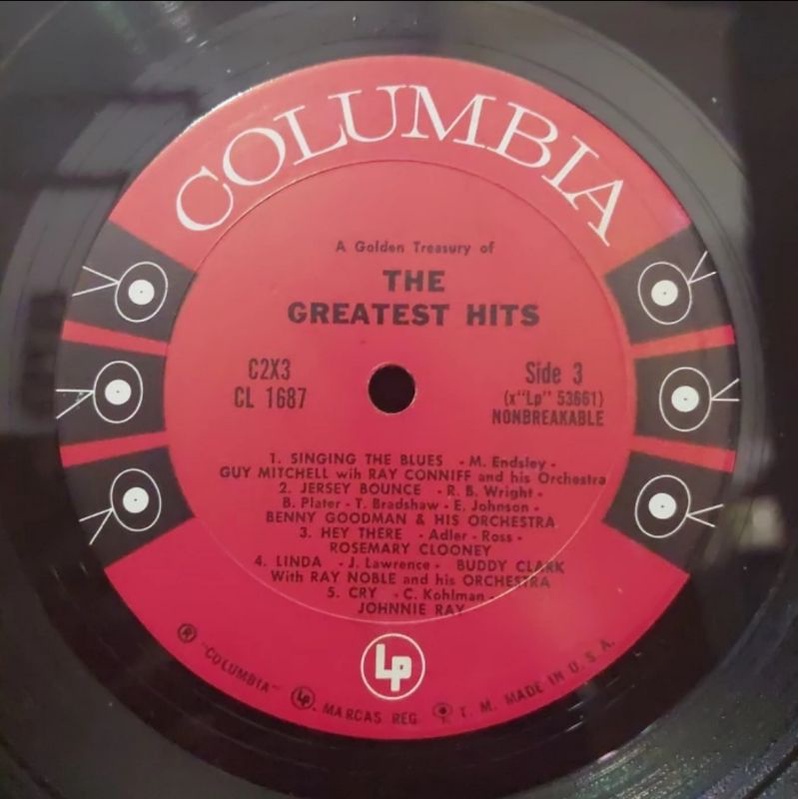 COLUMBIA
A Golden Treasury of
THE
GREATEST HITS
C2X3
CL 1687
Side 3
(x"Lp" 53661)
NONBREAKABLE
1. SINGING THE BLUES - M. Endsley -
GUY MITCHELL wih RAY CONNIFF and his Orchestra
2. JERSEY BOUNCE - R. B. Wright -
B. Plater - T. Bradshaw - E. Johnson -
BENNY GOODMAN & HIS ORCHESTRA
3. HEY THERE - Adler - Ross -
ROSEMARY CLOONEY
4. LINDA - J. Lawrence - BUDDY CLARK
With RAY NOBLE and his ORCHESTRA
5. CRY - C. Kohlman -
JOHNNIE RAY
Lp
® "COLUMBIA" Lp. MARCAS REG. T. M. MADE IN U. S. A.